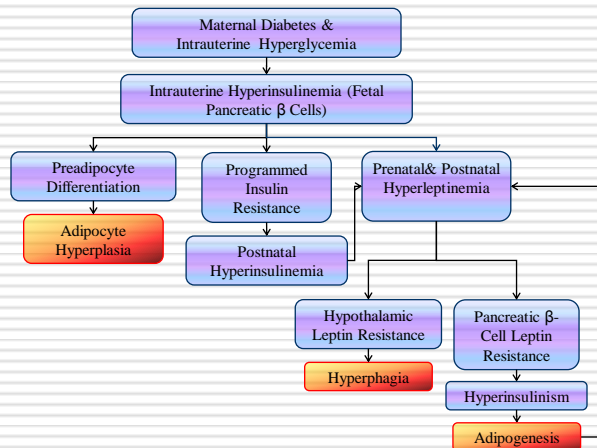 Maternal Diabetes &
Intrauterine Hyperglycemia
Intrauterine Hyperinsulinemia (Fetal
Pancreatic β Cells)
Preadipocyte
Differentiation
Programmed
Insulin
Resistance
Prenatal& Postnatal
Hyperleptinemia
Adipocyte
Hyperplasia
Postnatal
Hyperinsulinemia
Hypothalamic
Leptin Resistance
Pancreatic β-
Cell Leptin
Resistance
Hyperphagia
Hyperinsulinism
Adipogenesis